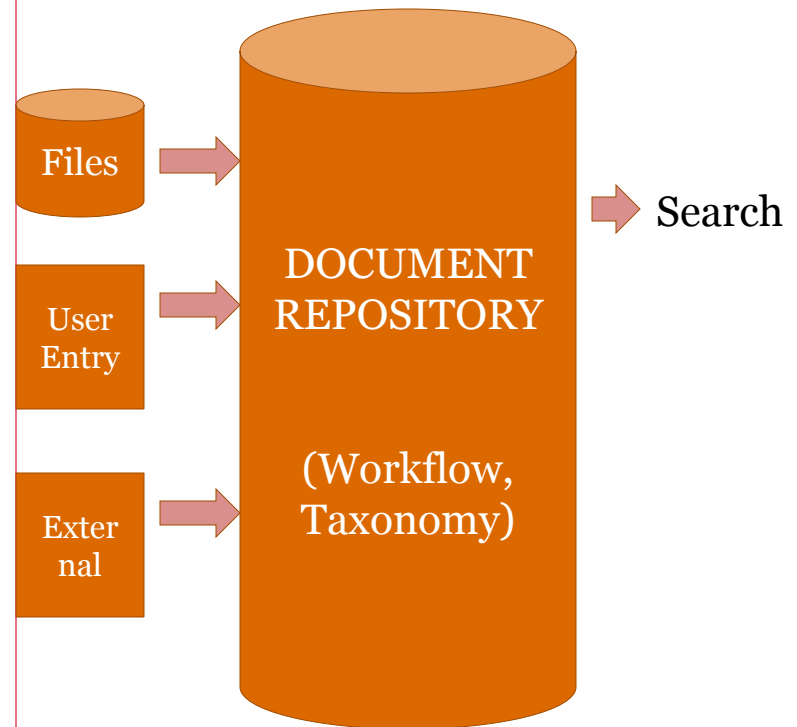 Files
User
Entry
Exter
nal
DOCUMENT
REPOSITORY
(Workflow,
Taxonomy)
Search